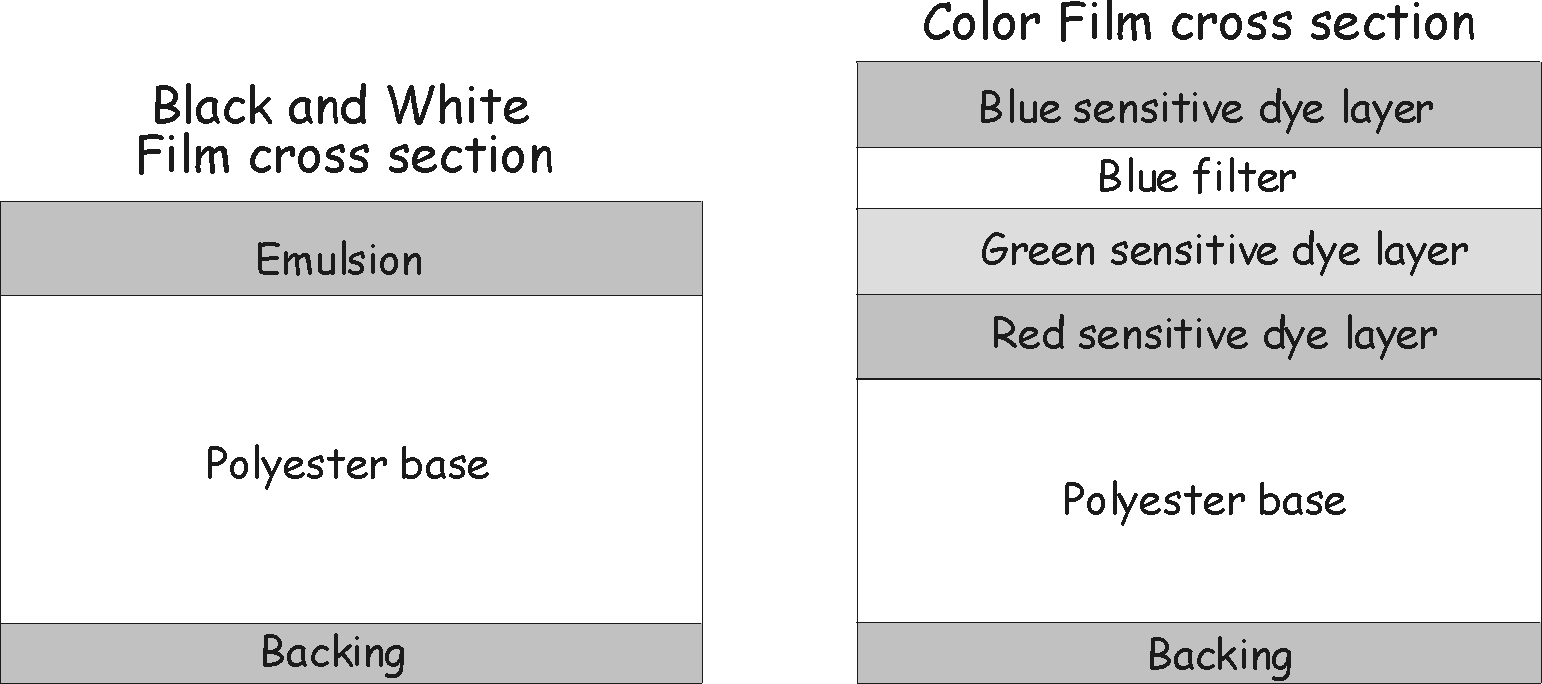 Black and White
Film cross section
Emulsion
Polyester base
Backing
Color Film cross section
Blue sensitive dye layer
Blue filter
Green sensitive dye layer
Red sensitive dye layer
Polyester base
Backing